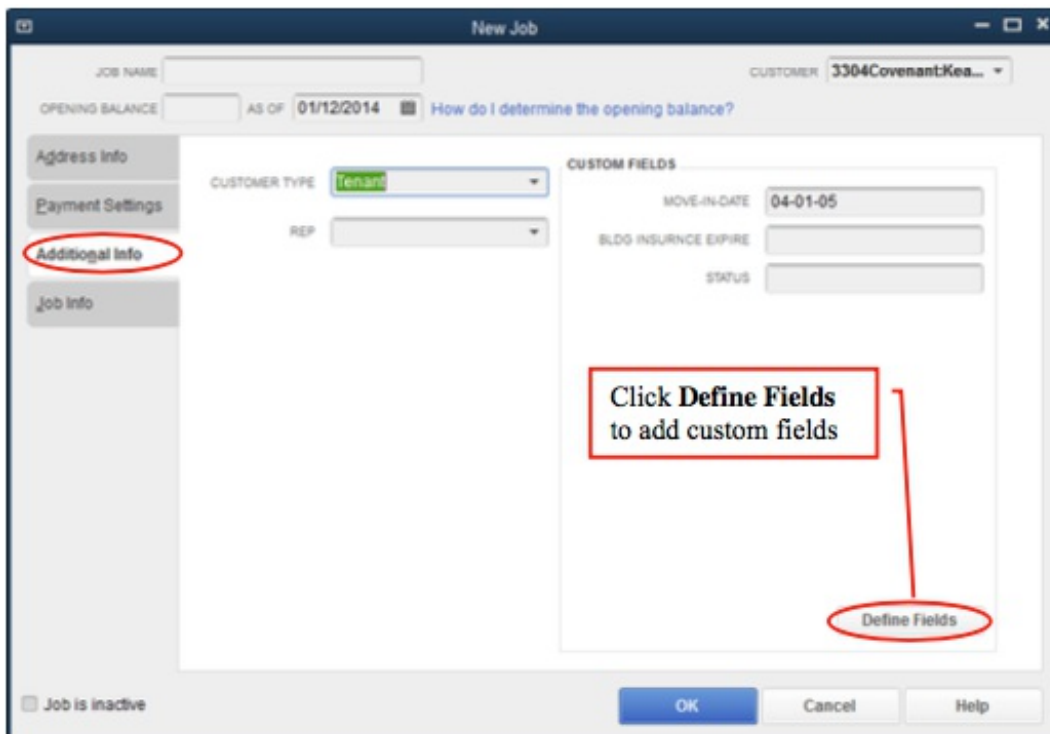 New Job
JOB NAME
CUSTOMER 3304Covenant:Kea...
OPENING BALANCE AS OF 01/12/2014 How do I determine the opening balance?
Address Info
Payment Settings
Additional Info
Job Info
CUSTOMER TYPE Tenant
REP
CUSTOM FIELDS
MOVE-IN-DATE 04-01-05
BLDG INSURNCE EXPIRE
STATUS
Click Define Fields
to add custom fields
Define Fields
Job is inactive
OK Cancel Help